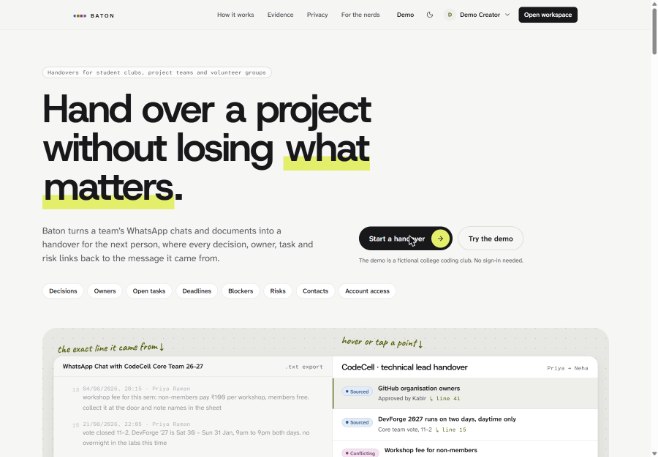 BATON
How it works
Evidence
Privacy
For the nerds
Demo
D
Demo Creator
Open workspace
Handovers for student clubs, project teams and volunteer groups
Hand over a project
without losing what
matters.
Baton turns a team's WhatsApp chats and documents into a
handover for the next person, where every decision, owner, task and
risk links back to the message it came from.
Start a handover →
Try the demo
The demo is a fictional college coding club. No sign-in needed.
Decisions
Owners
Open tasks
Deadlines
Blockers
Risks
Contacts
Account access
the exact line it came from ↓
hover or tap a point ↓
WhatsApp Chat with CodeCell Core Team 26-27
.txt export
04/06/2026, 20:15 - Priya Raman
workshop fee for this sem: non-members pay ₹100 per workshop, members free.
collect it at the door and note names in the sheet
21/06/2026, 22:05 - Priya Raman
vote closed 11-2. DevForge '27 is Sat 30 - Sun 31 Jan, 9am to 9pm both days. no
overnight in the labs this time
CodeCell · technical lead handover
Priya → Neha
Sourced
GitHub organisation owners
Approved by Kabir ↳ line 41
Sourced
DevForge 2027 runs on two days, daytime only
Core team vote, 11-2 ↳ line 15
Conflicting
Workshop fee for non-members